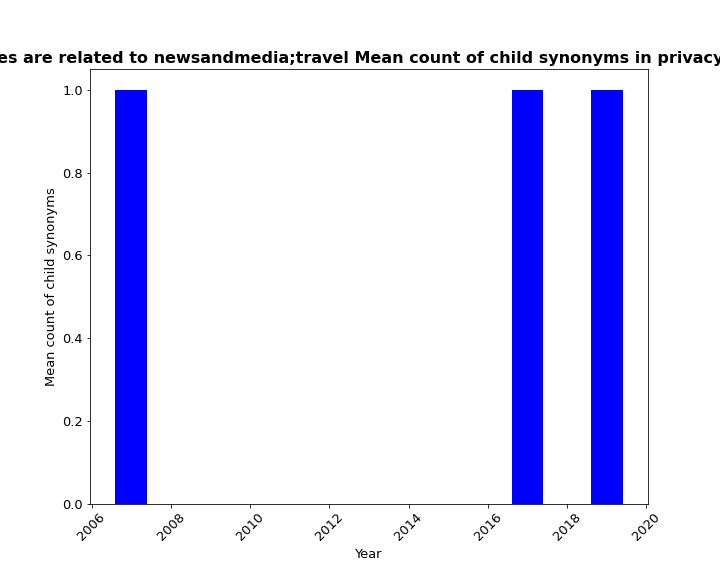 es are related to newsandmedia;travel Mean count of child synonyms in privacy
1.0
0.8
0.6
0.4
0.2
0.0
Mean count of child synonyms
2006 2008 2010 2012 2014 2016 2018 2020
Year